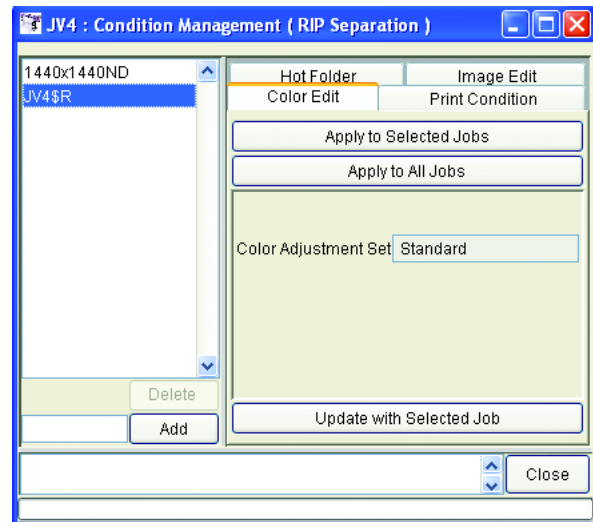 JV4 : Condition Management ( RIP Separation )
1440x1440ND
JV4$R
Delete
Add
Hot Folder
Image Edit
Color Edit
Print Condition
Apply to Selected Jobs
Apply to All Jobs
Color Adjustment Set Standard
Update with Selected Job
Close